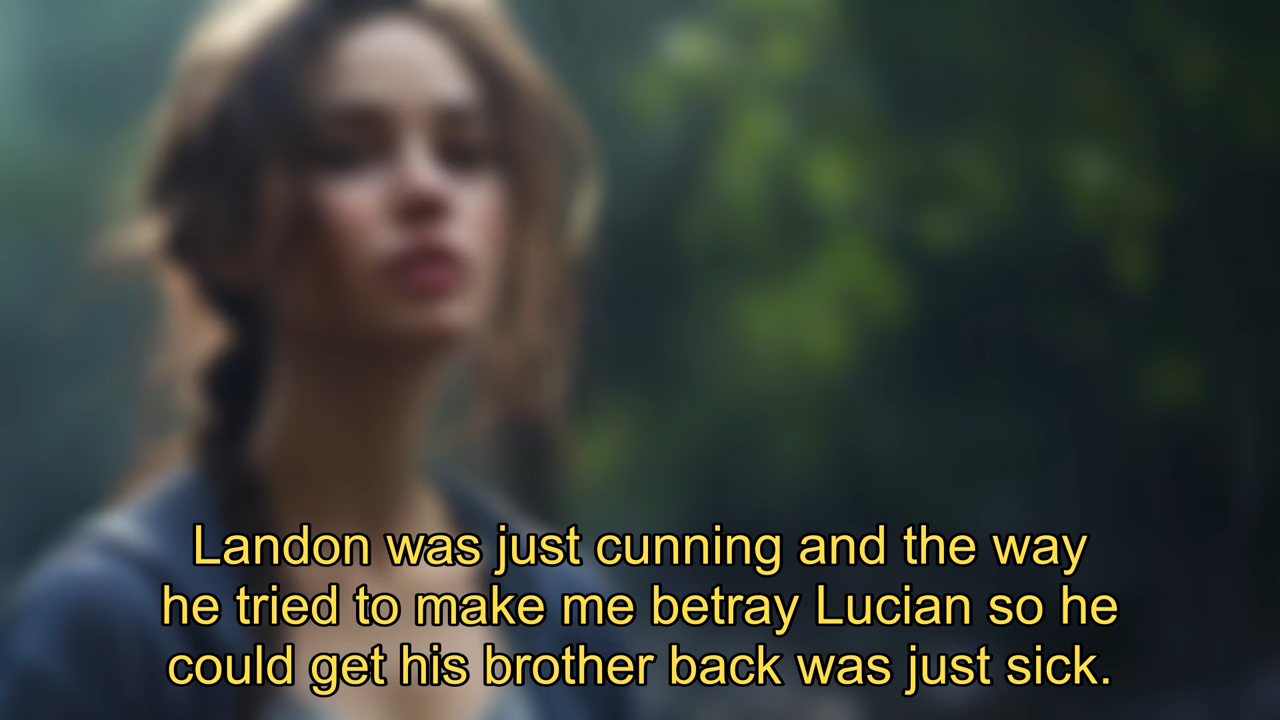 Landon was just cunning and the way
he tried to make me betray Lucian so he
could get his brother back was just sick.